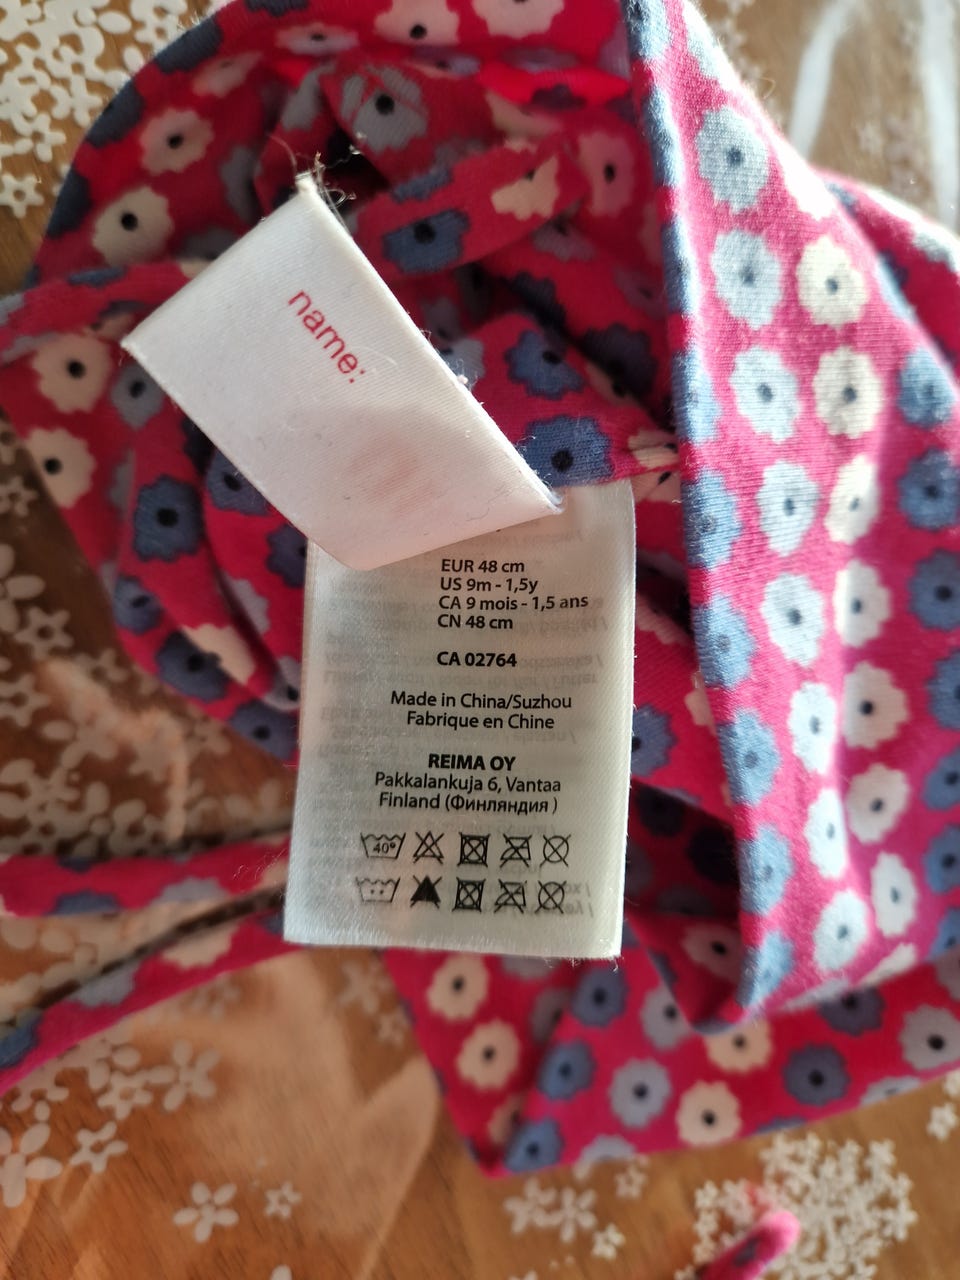 name:
EUR 48 cm
US 9m - 1,5y
CA 9 mois - 1,5 ans
CN 48 cm
CA 02764
Made in China/Suzhou
Fabrique en Chine
REIMA OY
Pakkalankuja 6, Vantaa
Finland (Финляндия )
40°